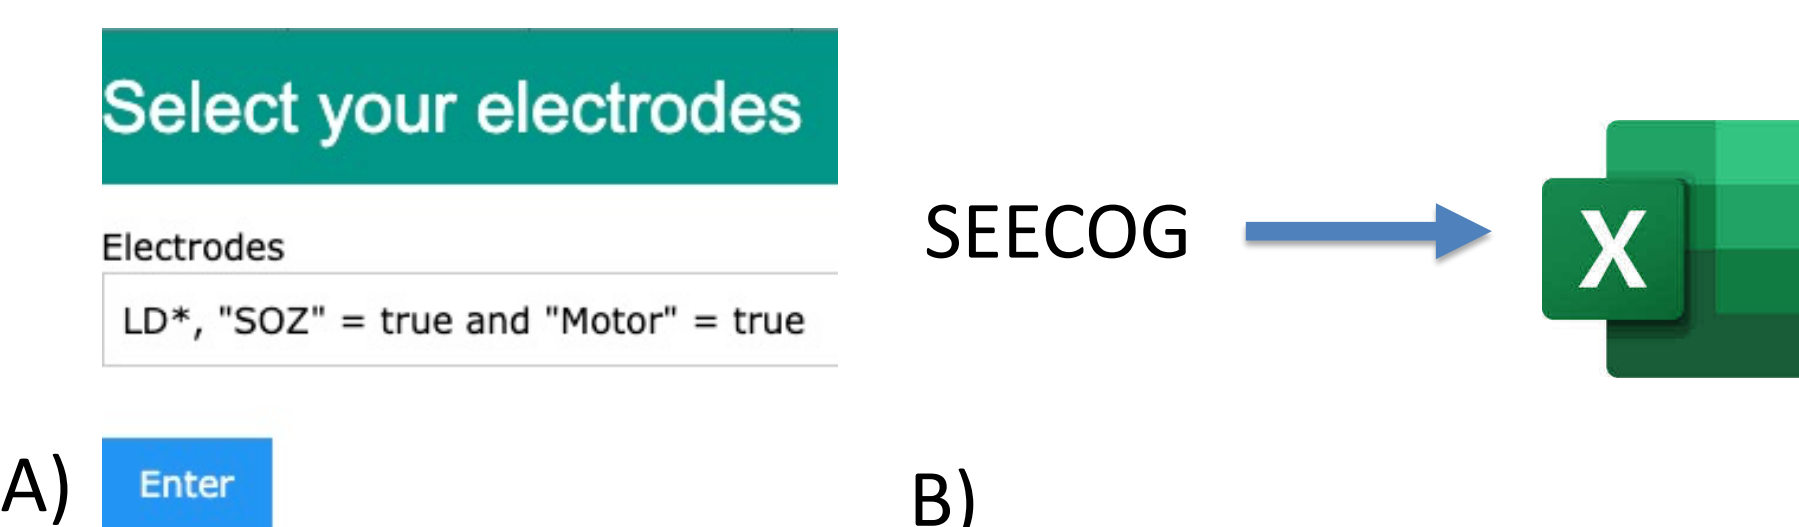 Select your electrodes
Electrodes
LD*, "SOZ" = true and "Motor" = true
Enter
A)
SEECOG
X
B)